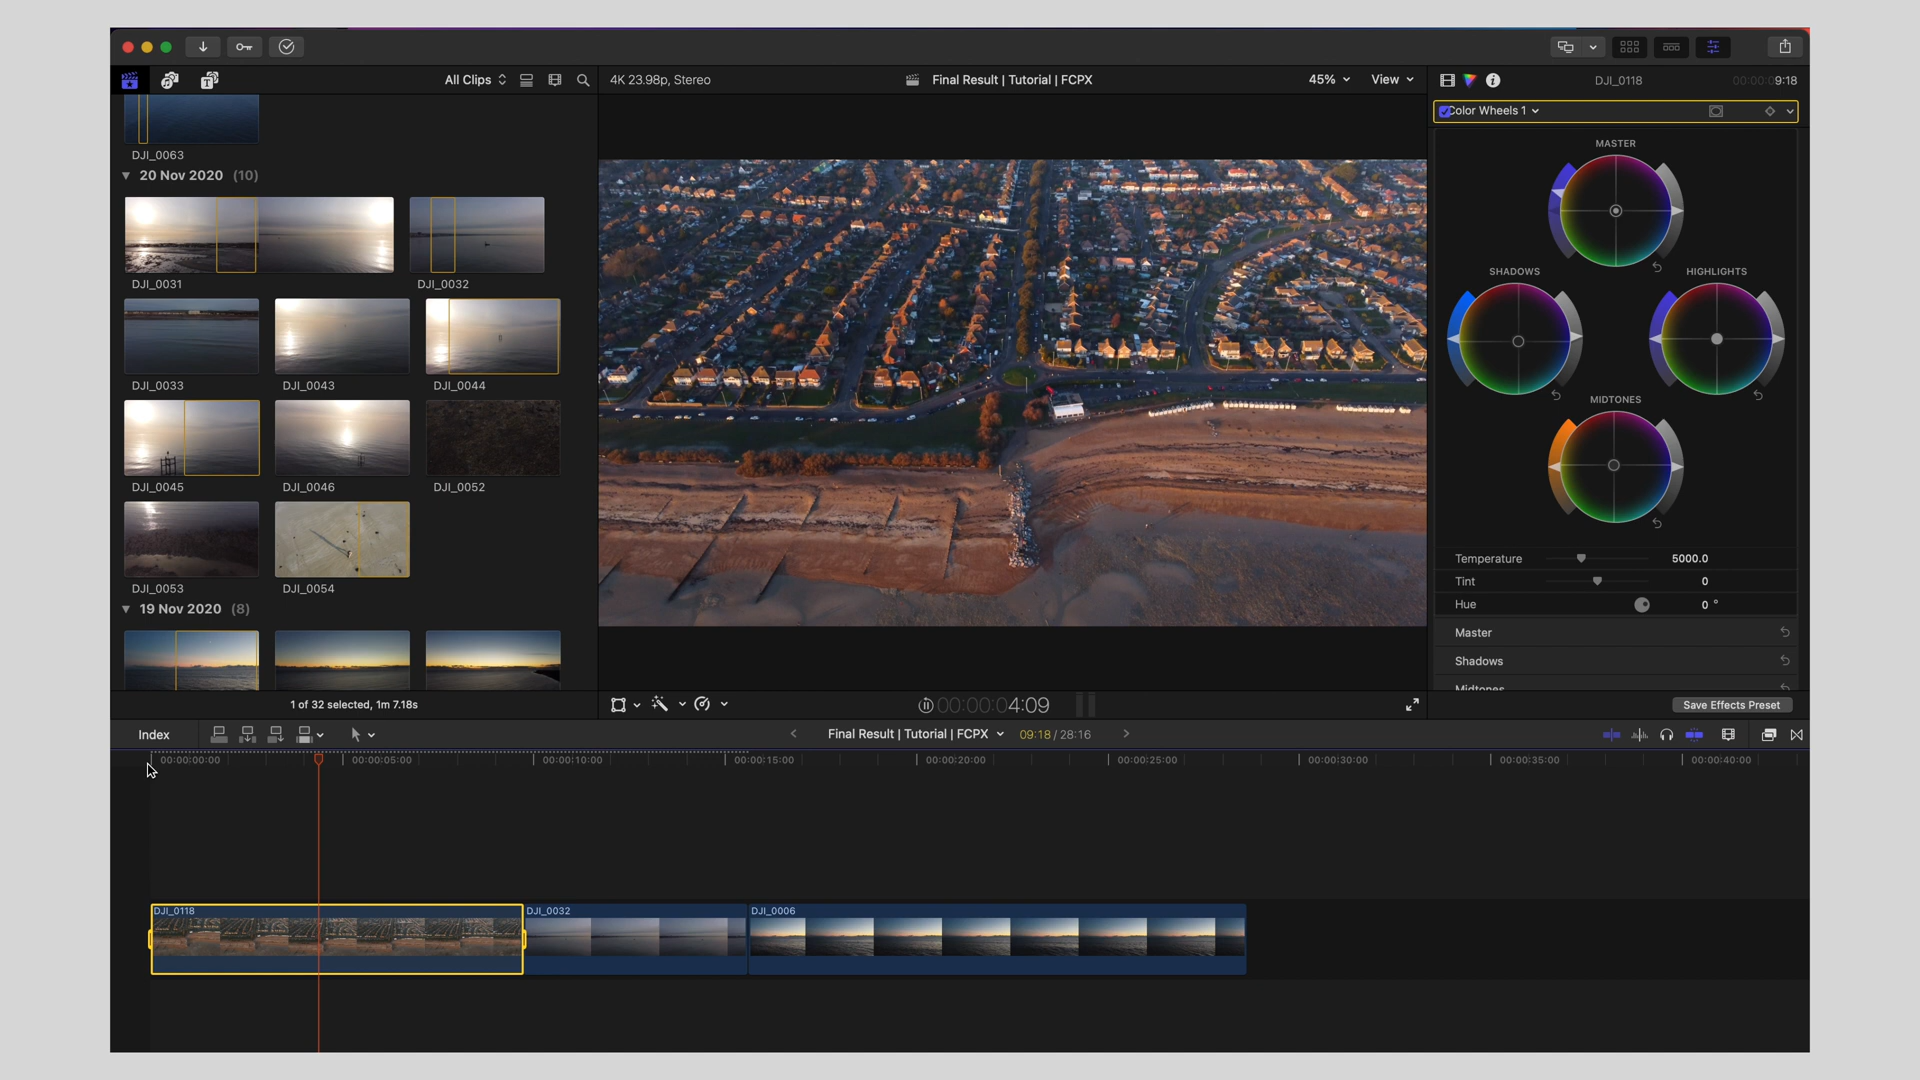 All Clips
4K 23.98p, Stereo
Final Result | Tutorial | FCPX
45%
View
DJI_0118
00:00:09:18
Color Wheels 1
DJI_0063
20 Nov 2020 (10)
DJI_0031
DJI_0032
DJI_0033
DJI_0043
DJI_0044
DJI_0045
DJI_0046
DJI_0052
DJI_0053
DJI_0054
19 Nov 2020 (8)
1 of 32 selected, 1m 7.18s
MASTER
SHADOWS
HIGHLIGHTS
MIDTONES
Temperature 5000.0
Tint 0
Hue 0 °
Master
Shadows
Midtones
00:00:04:09
Save Effects Preset
Index
Final Result | Tutorial | FCPX
09:18 / 28:16
00:00:00:00
00:00:05:00
00:00:10:00
00:00:15:00
00:00:20:00
00:00:25:00
00:00:30:00
00:00:35:00
00:00:40:00
DJI_0118
DJI_0032
DJI_0006